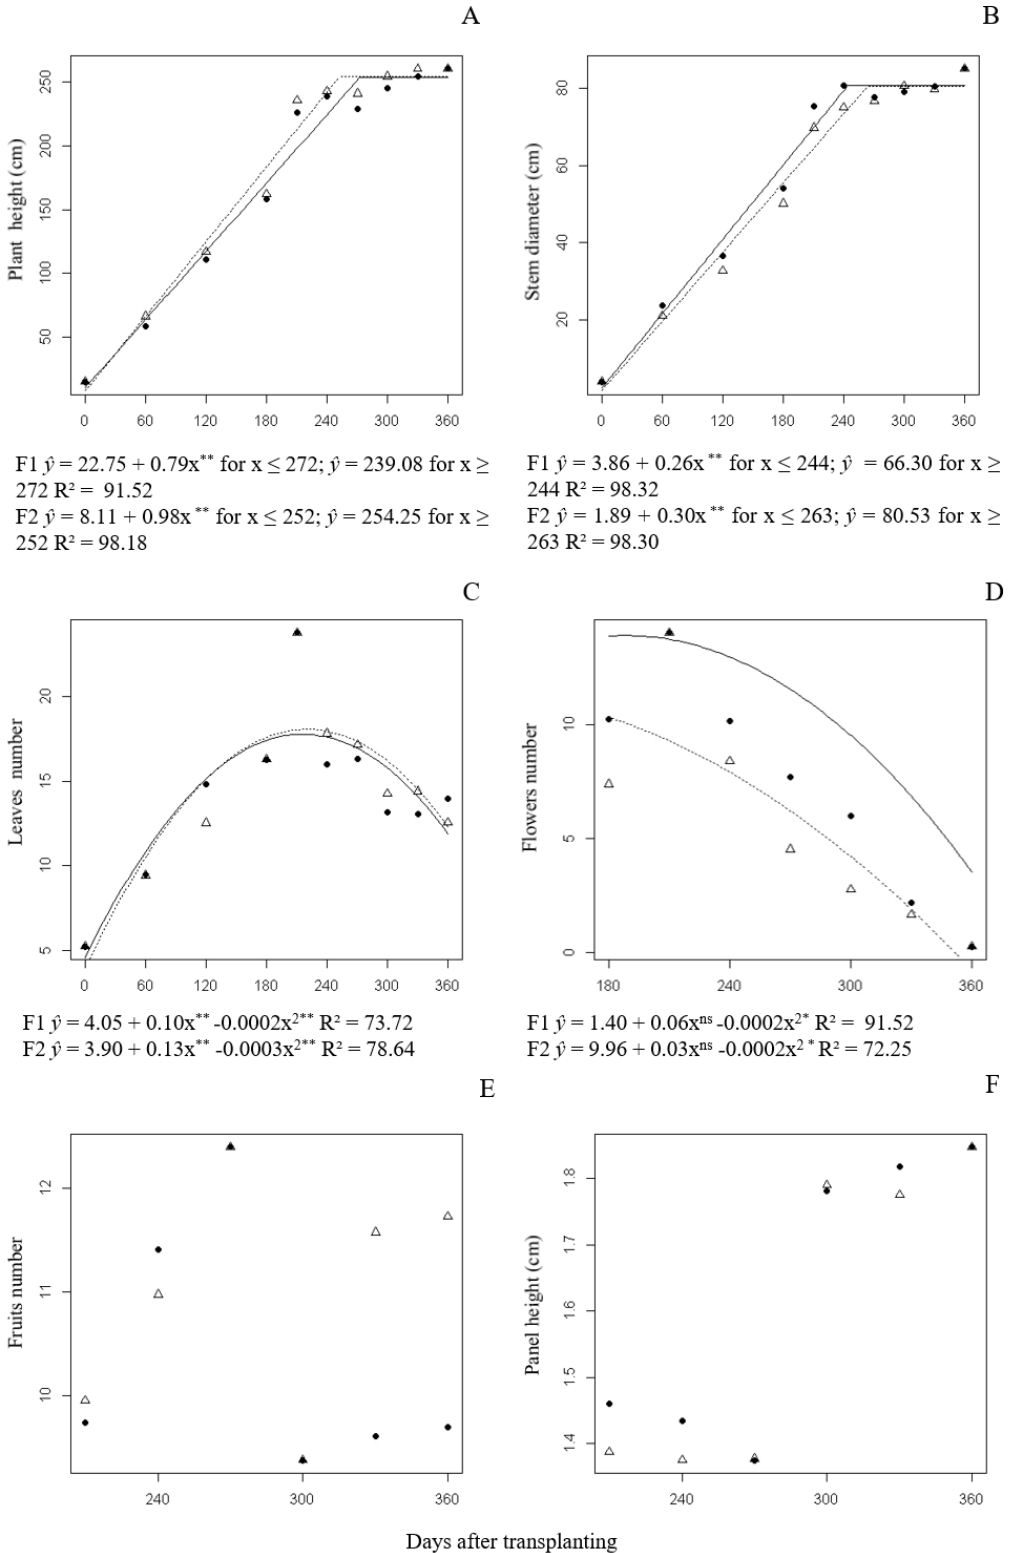 A
B
Plant height (cm)
50
100
150
200
250
0 60 120 180 240 300 360
Stem diameter (cm)
20
40
60
80
0 60 120 180 240 300 360
F1 ŷ = 22.75 + 0.79x** for x ≤ 272; ŷ = 239.08 for x ≥
272 R² = 91.52
F2 ŷ = 8.11 + 0.98x** for x ≤ 252; ŷ = 254.25 for x ≥
252 R² = 98.18
F1 ŷ = 3.86 + 0.26x ** for x ≤ 244; ŷ = 66.30 for x ≥
244 R² = 98.32
F2 ŷ = 1.89 + 0.30x ** for x ≤ 263; ŷ = 80.53 for x ≥
263 R² = 98.30
C
D
Leaves number
5
10
15
20
0 60 120 180 240 300 360
Flowers number
0
5
10
180 240 300 360
F1 ŷ = 4.05 + 0.10x** -0.0002x²** R² = 73.72
F2 ŷ = 3.90 + 0.13x** -0.0003x²** R² = 78.64
F1 ŷ = 1.40 + 0.06xⁿˢ -0.0002x²* R² = 91.52
F2 ŷ = 9.96 + 0.03xⁿˢ -0.0002x² * R² = 72.25
E
F
Fruits number
10
11
12
240 300 360
Panel height (cm)
1.4
1.5
1.6
1.7
1.8
240 300 360
Days after transplanting